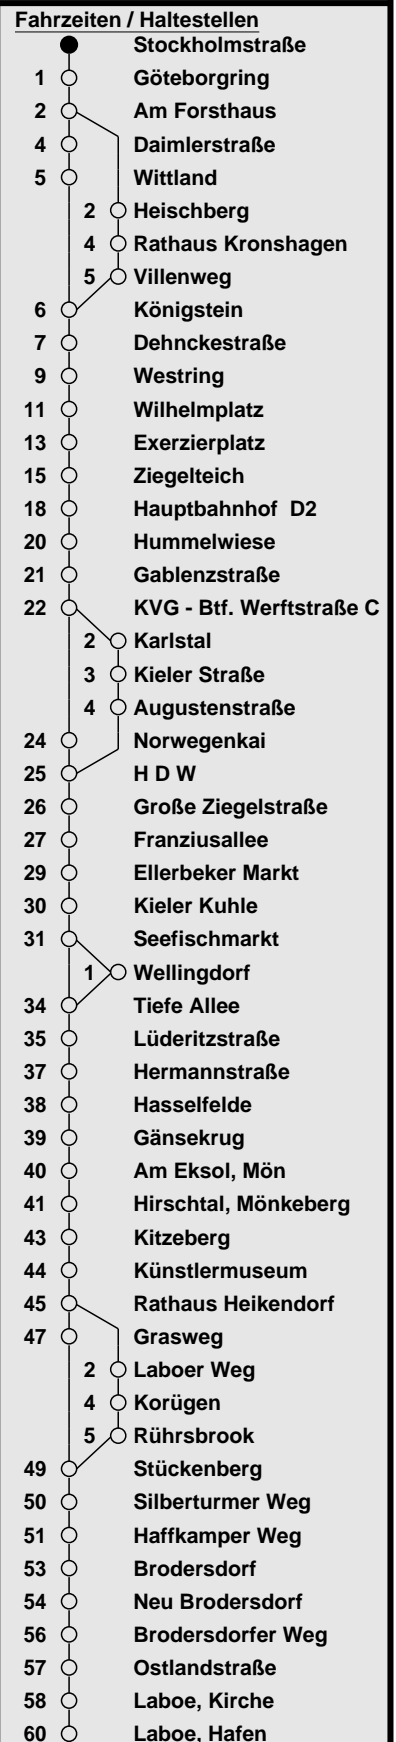 Fahrzeiten / Haltestellen
Stockholmstraße
1 Göteborgring
2 Am Forsthaus
4 Daimlerstraße
5 Wittland
2 Heischberg
4 Rathaus Kronshagen
5 Villenweg
6 Königstein
7 Dehnckestraße
9 Westring
11 Wilhelmplatz
13 Exerzierplatz
15 Ziegelteich
18 Hauptbahnhof D2
20 Hummelwiese
21 Gablenzstraße
22 KVG - Btf. Werftstraße C
2 Karlstal
3 Kieler Straße
4 Augustenstraße
24 Norwegenkai
25 H D W
26 Große Ziegelstraße
27 Franziusallee
29 Ellerbeker Markt
30 Kieler Kuhle
31 Seefischmarkt
1 Wellingdorf
34 Tiefe Allee
35 Lüderitzstraße
37 Hermannstraße
38 Hasselfelde
39 Gänsekrug
40 Am Eksol, Mön
41 Hirschtal, Mönkeberg
43 Kitzeberg
44 Künstlermuseum
45 Rathaus Heikendorf
47 Grasweg
2 Laboer Weg
4 Korügen
5 Rührsbrook
49 Stückenberg
50 Silberturmer Weg
51 Haffkamper Weg
53 Brodersdorf
54 Neu Brodersdorf
56 Brodersdorfer Weg
57 Ostlandstraße
58 Laboe, Kirche
60 Laboe, Hafen